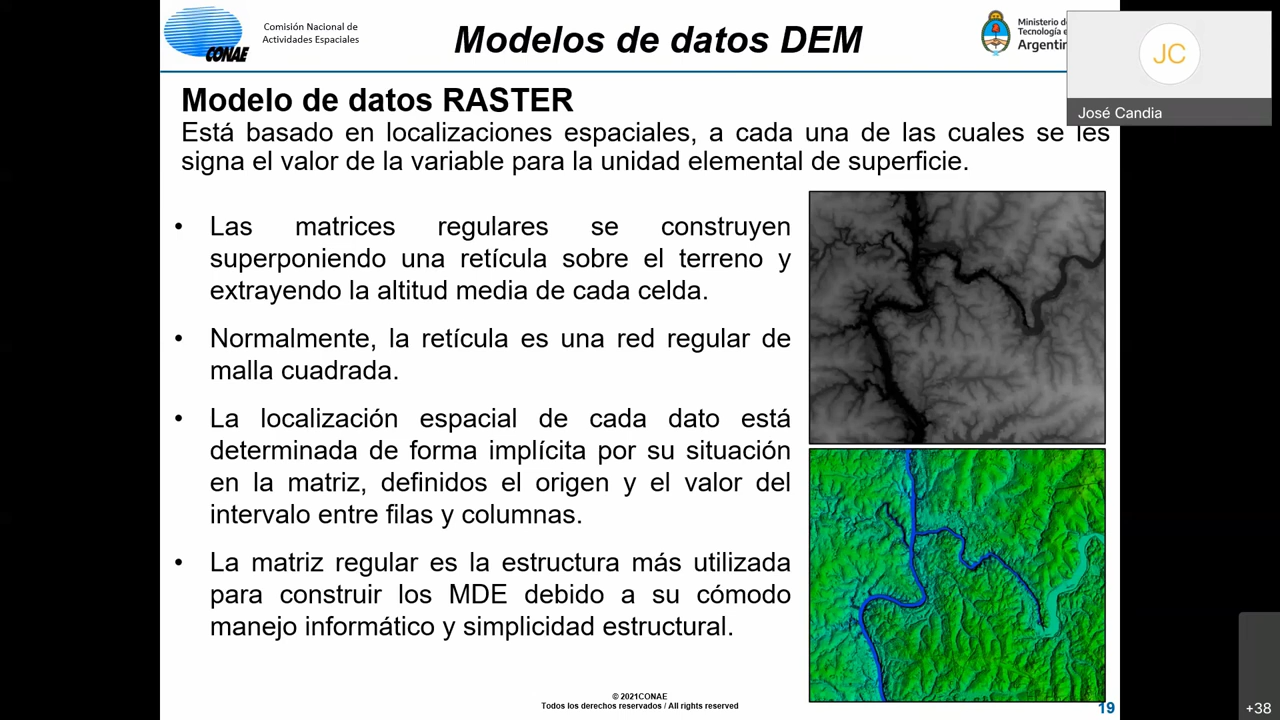 CONAE
Comisión Nacional de
Actividades Espaciales
Modelos de datos DEM
Ministerio de
Tecnología e
Argentin
JC
José Candia
Modelo de datos RASTER
Está basado en localizaciones espaciales, a cada una de las cuales se les
signa el valor de la variable para la unidad elemental de superficie.
• Las matrices regulares se construyen
superponiendo una retícula sobre el terreno y
extrayendo la altitud media de cada celda.
• Normalmente, la retícula es una red regular de
malla cuadrada.
• La localización espacial de cada dato está
determinada de forma implícita por su situación
en la matriz, definidos el origen y el valor del
intervalo entre filas y columnas.
• La matriz regular es la estructura más utilizada
para construir los MDE debido a su cómodo
manejo informático y simplicidad estructural.
© 2021CONAE
Todos los derechos reservados / All rights reserved
19
+38